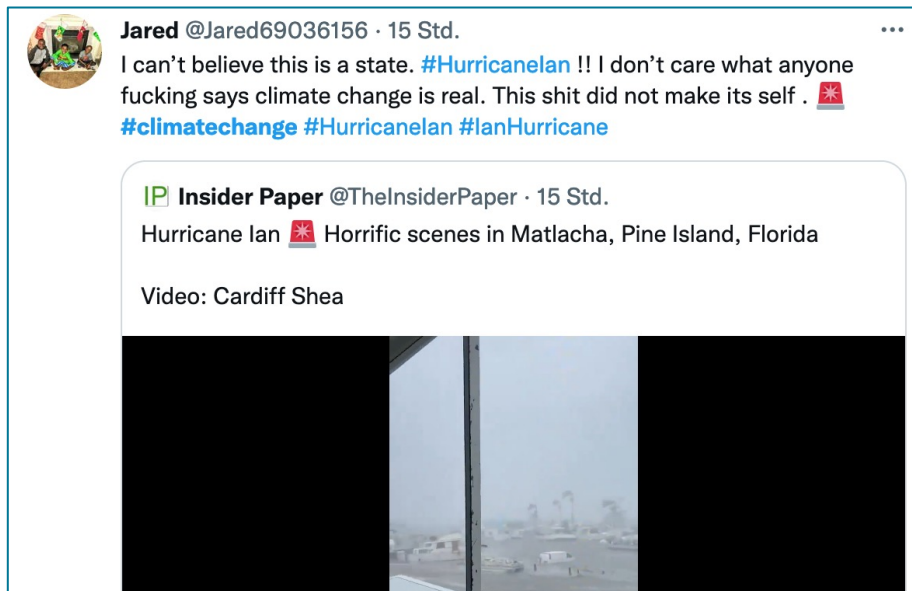 Jared @Jared69036156 · 15 Std.
I can't believe this is a state. #HurricaneIan !! I don't care what anyone
fucking says climate change is real. This shit did not make its self . 🚨
#climatechange #HurricaneIan #IanHurricane
IP Insider Paper @TheInsiderPaper · 15 Std.
Hurricane Ian 🚨 Horrific scenes in Matlacha, Pine Island, Florida
Video: Cardiff Shea